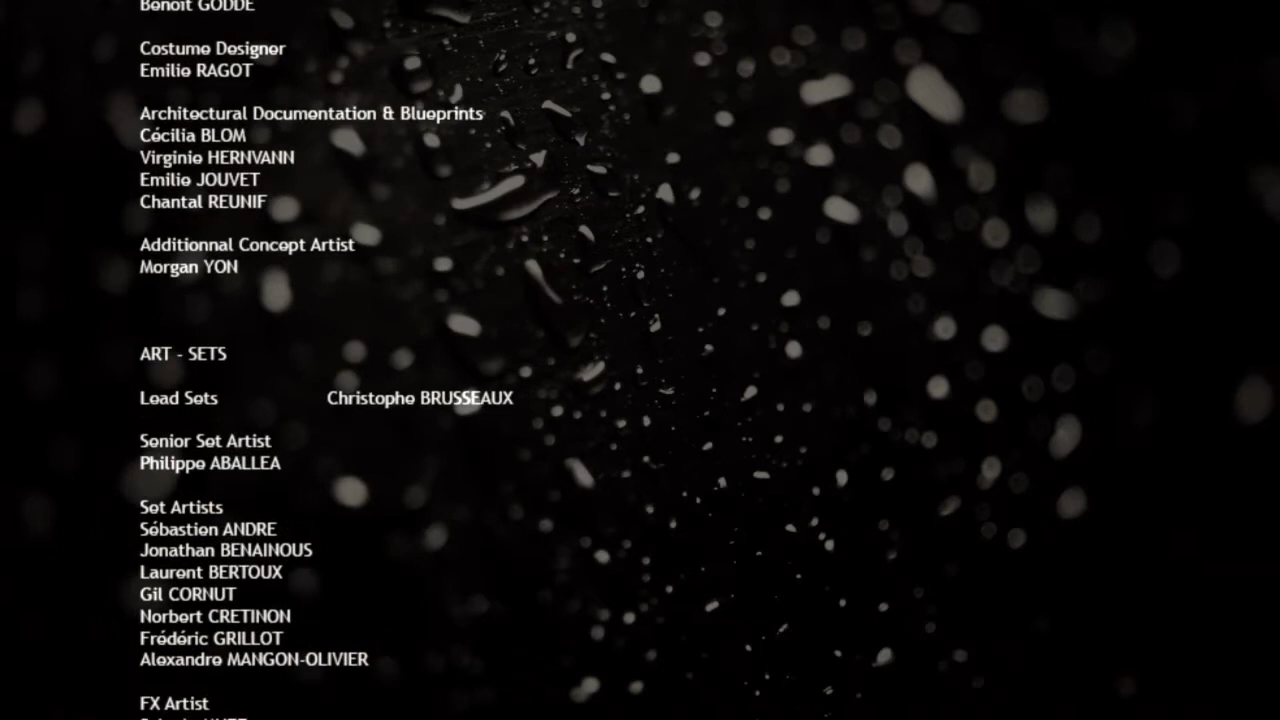 Benoît GODDE
Costume Designer
Emilie RAGOT
Architectural Documentation & Blueprints
Cécilia BLOM
Virginie HERNVANN
Emilie JOUVET
Chantal REUNIF
Additionnal Concept Artist
Morgan YON
ART - SETS
Lead Sets Christophe BRUSSEAUX
Senior Set Artist
Philippe ABALLEA
Set Artists
Sébastien ANDRE
Jonathan BENAINOUS
Laurent BERTOUX
Gil CORNUT
Norbert CRETINON
Frédéric GRILLOT
Alexandre MANGON-OLIVIER
FX Artist